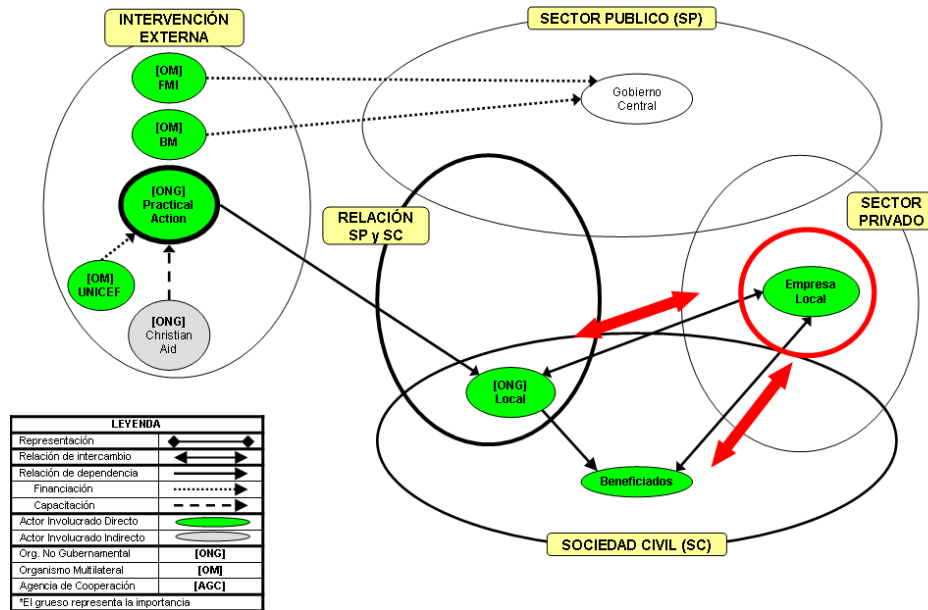 INTERVENCIÓN
EXTERNA
SECTOR PUBLICO (SP)
[OM]
FMI
Gobierno
Central
[OM]
BM
[ONG]
Practical
Action
RELACIÓN
SP y SC
SECTOR
PRIVADO
[OM]
UNICEF
Empresa
Local
[ONG]
Christian
Aid
[ONG]
Local
Beneficiados
SOCIEDAD CIVIL (SC)
LEYENDA
Representación
Relación de intercambio
Relación de dependencia
Financiación
Capacitación
Actor Involucrado Directo
Actor Involucrado Indirecto
Org. No Gubernamental [ONG]
Organismo Multilateral [OM]
Agencia de Cooperación [AGC]
*El grueso representa la importancia